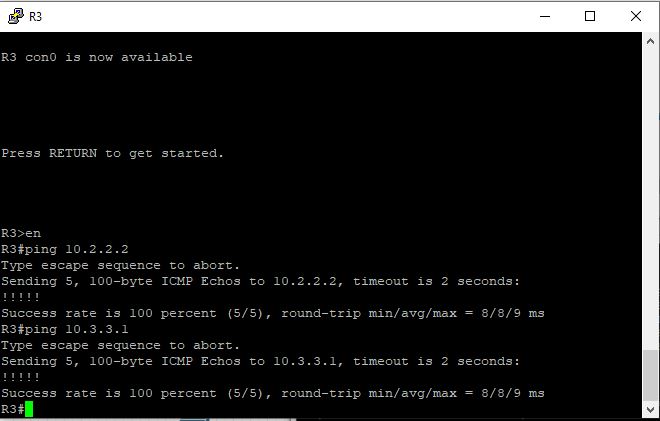 R3
R3 con0 is now available
Press RETURN to get started.
R3>en
R3#ping 10.2.2.2
Type escape sequence to abort.
Sending 5, 100-byte ICMP Echos to 10.2.2.2, timeout is 2 seconds:
!!!!!
Success rate is 100 percent (5/5), round-trip min/avg/max = 8/8/9 ms
R3#ping 10.3.3.1
Type escape sequence to abort.
Sending 5, 100-byte ICMP Echos to 10.3.3.1, timeout is 2 seconds:
!!!!!
Success rate is 100 percent (5/5), round-trip min/avg/max = 8/8/9 ms
R3#